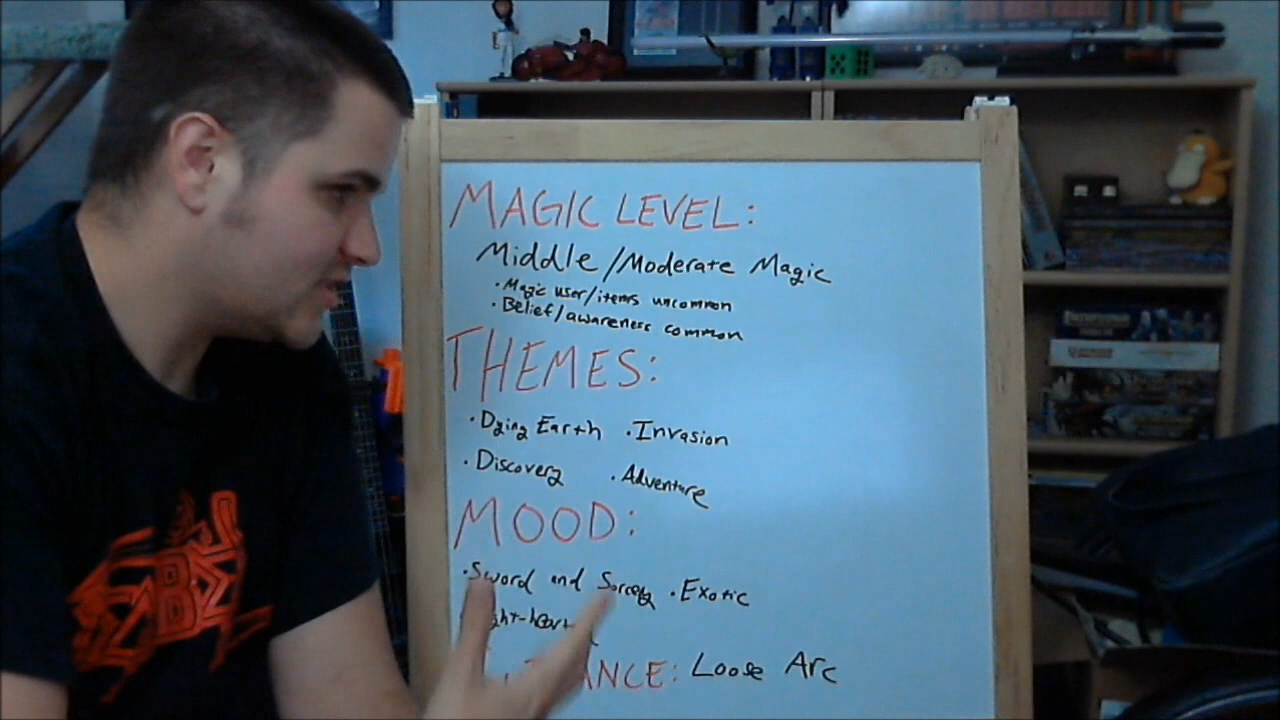 MAGIC LEVEL:
Middle/Moderate Magic
· Magic user/items uncommon
· Belief/awareness common
THEMES:
· Dying Earth · Invasion
· Discovery · Adventure
MOOD:
· Sword and Sorcery · Exotic
Loose Arc